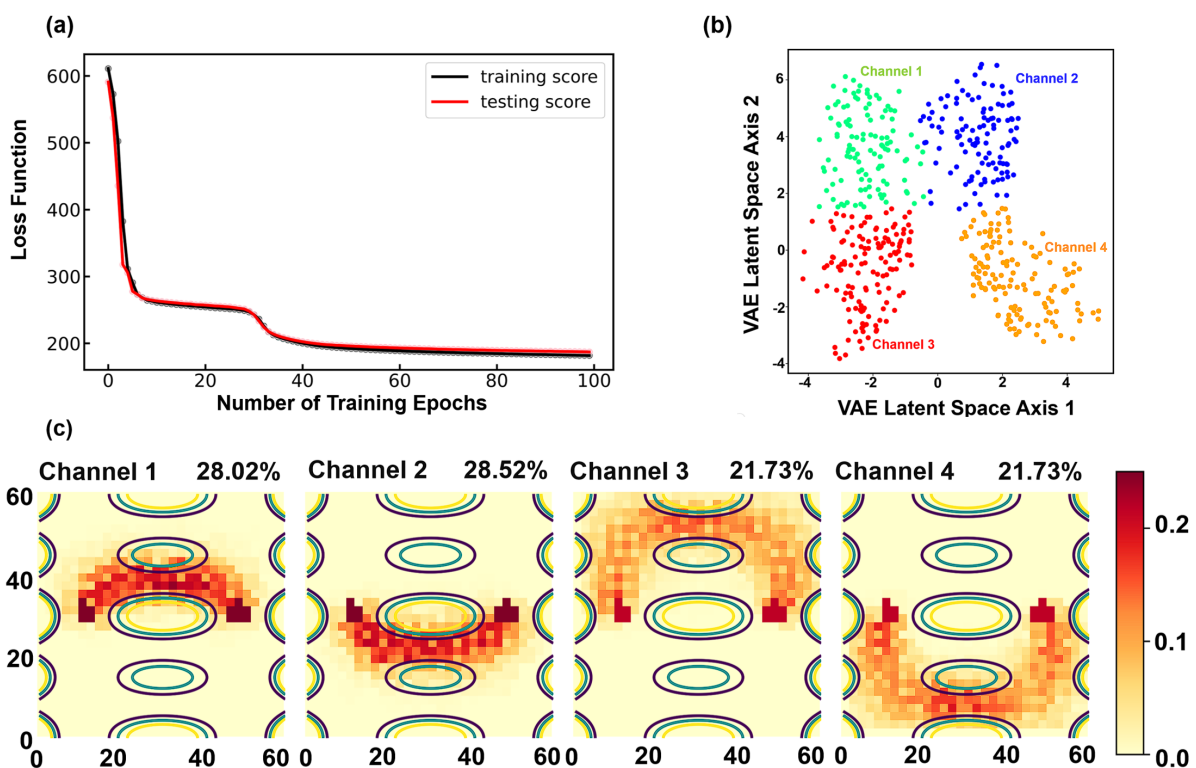 (a)
600
500
400
300
200
0
20
40
60
80
100
Loss Function
Number of Training Epochs
training score
testing score
(b)
6
4
2
0
-2
-4
-4
-2
0
2
4
VAE Latent Space Axis 2
VAE Latent Space Axis 1
Channel 1
Channel 2
Channel 4
Channel 3
(c)
Channel 1 28.02%
Channel 2 28.52%
Channel 3 21.73%
Channel 4 21.73%
60
40
20
0
0 20 40 60
0 20 40 60
20 40 60
0 20 40 60
0.2
0.1
0.0